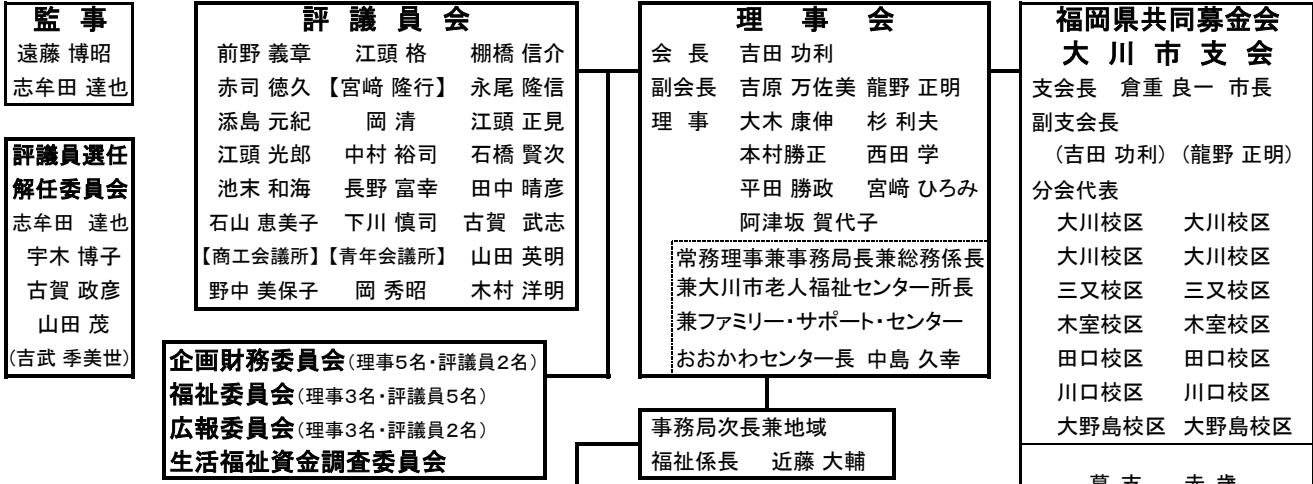 監 事
遠藤 博昭
志牟田 達也
評議員選任
解任委員会
志牟田 達也
宇木 博子
古賀 政彦
山田 茂
(吉武 季美世)
評 議 員 会
前野 義章 江頭 格 棚橋 信介
赤司 徳久 【宮﨑 隆行】 永尾 隆信
添島 元紀 岡 清 江頭 正見
江頭 光郎 中村 裕司 石橋 賢次
池末 和海 長野 富幸 田中 晴彦
石山 恵美子 下川 慎司 古賀 武志
【商工会議所】 【青年会議所】 山田 英明
野中 美保子 岡 秀昭 木村 洋明
企画財務委員会(理事5名・評議員2名)
福祉委員会(理事3名・評議員5名)
広報委員会(理事3名・評議員2名)
生活福祉資金調査委員会
理 事 会
会 長 吉田 功利
副会長 吉原 万佐美 龍野 正明
理 事 大木 康伸 杉 利夫
本村勝正 西田 学
平田 勝政 宮﨑 ひろみ
阿津坂 賀代子
常務理事兼事務局長兼総務係長
兼大川市老人福祉センター所長
兼ファミリー・サポート・センター
おおかわセンター長 中島 久幸
事務局次長兼地域
福祉係長 近藤 大輔
福岡県共同募金会
大 川 市 支 会
支会長 倉重 良一 市長
副支会長
(吉田 功利) (龍野 正明)
分会代表
大川校区 大川校区
大川校区 大川校区
三又校区 三又校区
木室校区 木室校区
田口校区 田口校区
川口校区 川口校区
大野島校区 大野島校区